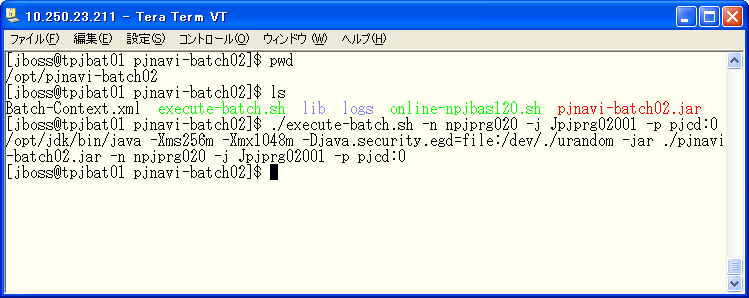 10.250.23.211 - Tera Term VT
ファイル(F) 編集(E) 設定(S) コントロール(O) ウィンドウ(W) ヘルプ(H)
[jboss@tpjbat01 pjnavi-batch02]$ pwd
/opt/pjnavi-batch02
[jboss@tpjbat01 pjnavi-batch02]$ ls
Batch-Context.xml execute-batch.sh lib logs online-npjbas120.sh pjnavi-batch02.jar
[jboss@tpjbat01 pjnavi-batch02]$ ./execute-batch.sh -n npjprg020 -j Jpjprg02001 -p pjcd:0
/opt/jdk/bin/java -Xms256m -Xmx1048m -Djava.security.egd=file:/dev/./urandom -jar ./pjnavi
-batch02.jar -n npjprg020 -j Jpjprg02001 -p pjcd:0
[jboss@tpjbat01 pjnavi-batch02]$